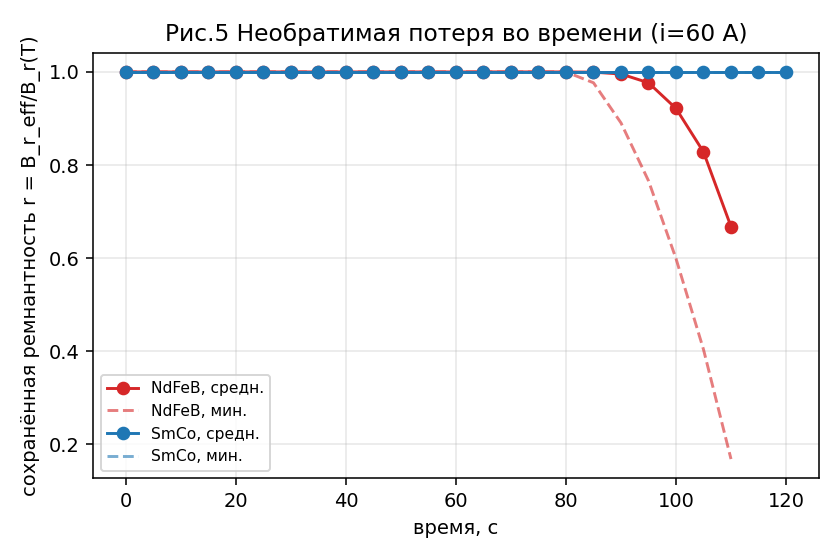 Рис.5 Необратимая потеря во времени (i=60 А)
сохранённая ремнантность r = B_r_eff/B_r(T)
1.0
0.8
0.6
0.4
0.2
NdFeB, средн.
NdFeB, мин.
SmCo, средн.
SmCo, мин.
0 20 40 60 80 100 120
время, с